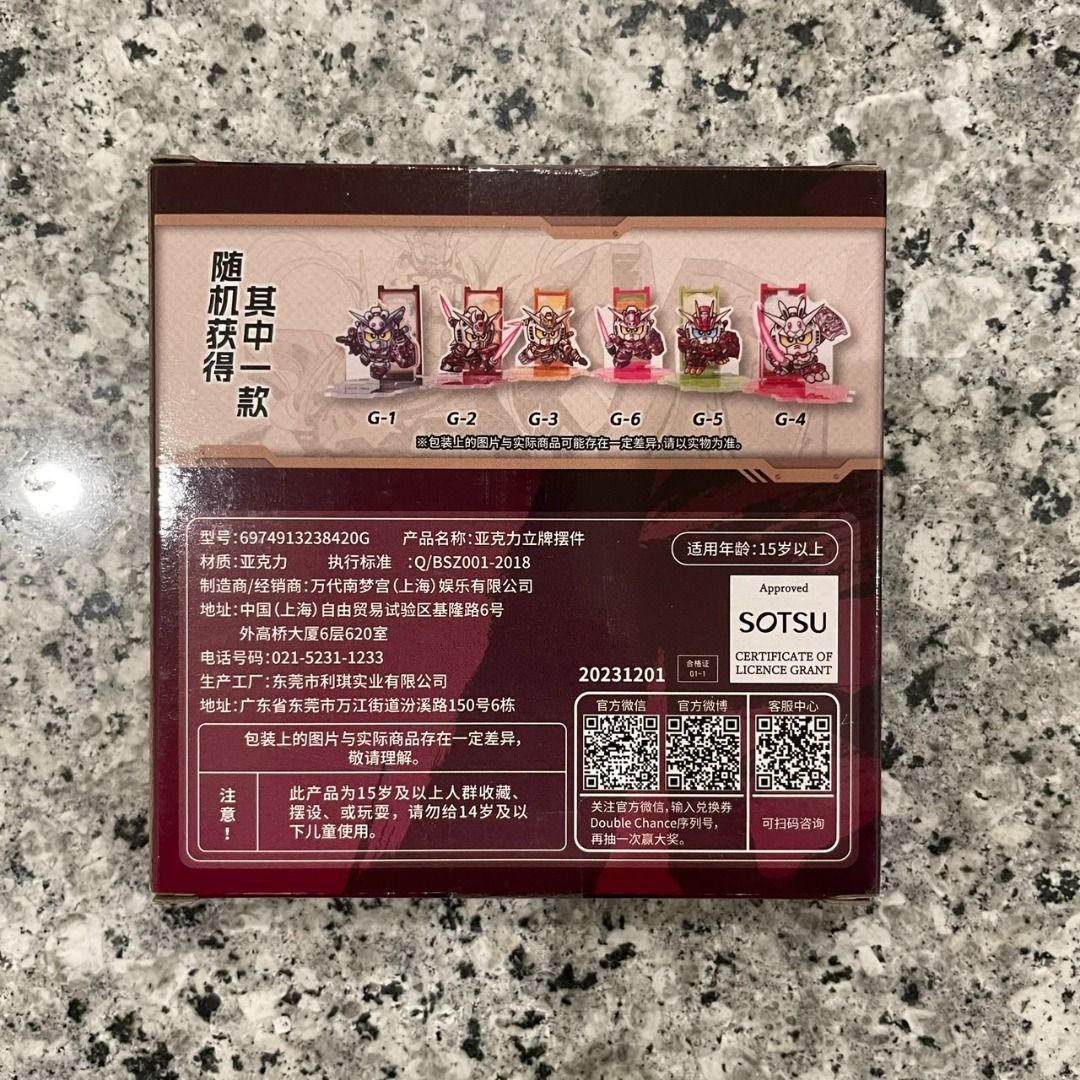 随机获得
其中一款
G-1 G-2 G-3 G-6 G-5 G-4
※包装上的图片与实际商品可能存在一定差异,请以实物为准。
型号:6974913238420G 产品名称:亚克力立牌摆件
材质:亚克力 执行标准 :Q/BSZ001-2018
制造商/经销商:万代南梦宫(上海)娱乐有限公司
地址:中国(上海)自由贸易试验区基隆路6号
外高桥大厦6层620室
电话号码:021-5231-1233
生产工厂:东莞市利琪实业有限公司
地址:广东省东莞市万江街道汾溪路150号6栋
适用年龄:15岁以上
Approved
SOTSU
CERTIFICATE OF
LICENCE GRANT
20231201
合格证
01-1
包装上的图片与实际商品存在一定差异,
敬请理解。
注意!
此产品为15岁及以上人群收藏、
摆设、或玩耍，请勿给14岁及以
下儿童使用。
官方微信 官方微博 客服中心
关注官方微信,输入兑换券
Double Chance序列号,
再抽一次赢大奖。
可扫码咨询